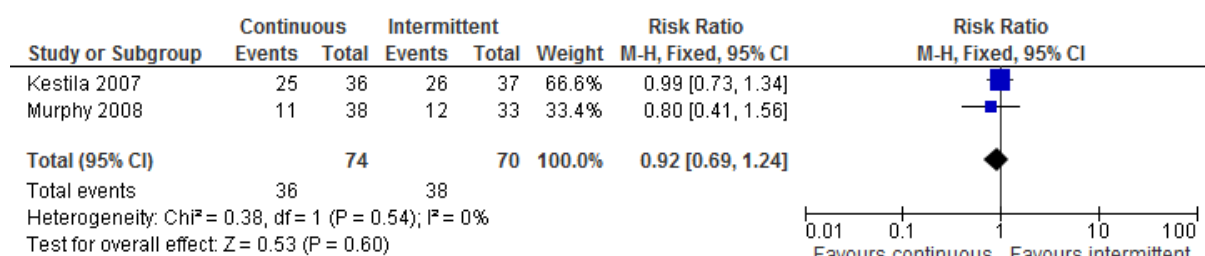 Continuous Intermittent Risk Ratio Risk Ratio
Study or Subgroup Events Total Events Total Weight M-H, Fixed, 95% CI M-H, Fixed, 95% CI
Kestila 2007 25 36 26 37 66.6% 0.99 [0.73, 1.34]
Murphy 2008 11 38 12 33 33.4% 0.80 [0.41, 1.56]
Total (95% CI) 74 70 100.0% 0.92 [0.69, 1.24]
Total events 36 38
Heterogeneity: Chi² = 0.38, df = 1 (P = 0.54); I² = 0%
Test for overall effect: Z = 0.53 (P = 0.60)
0.01 0.1 1 10 100
Favours continuous Favours intermittent